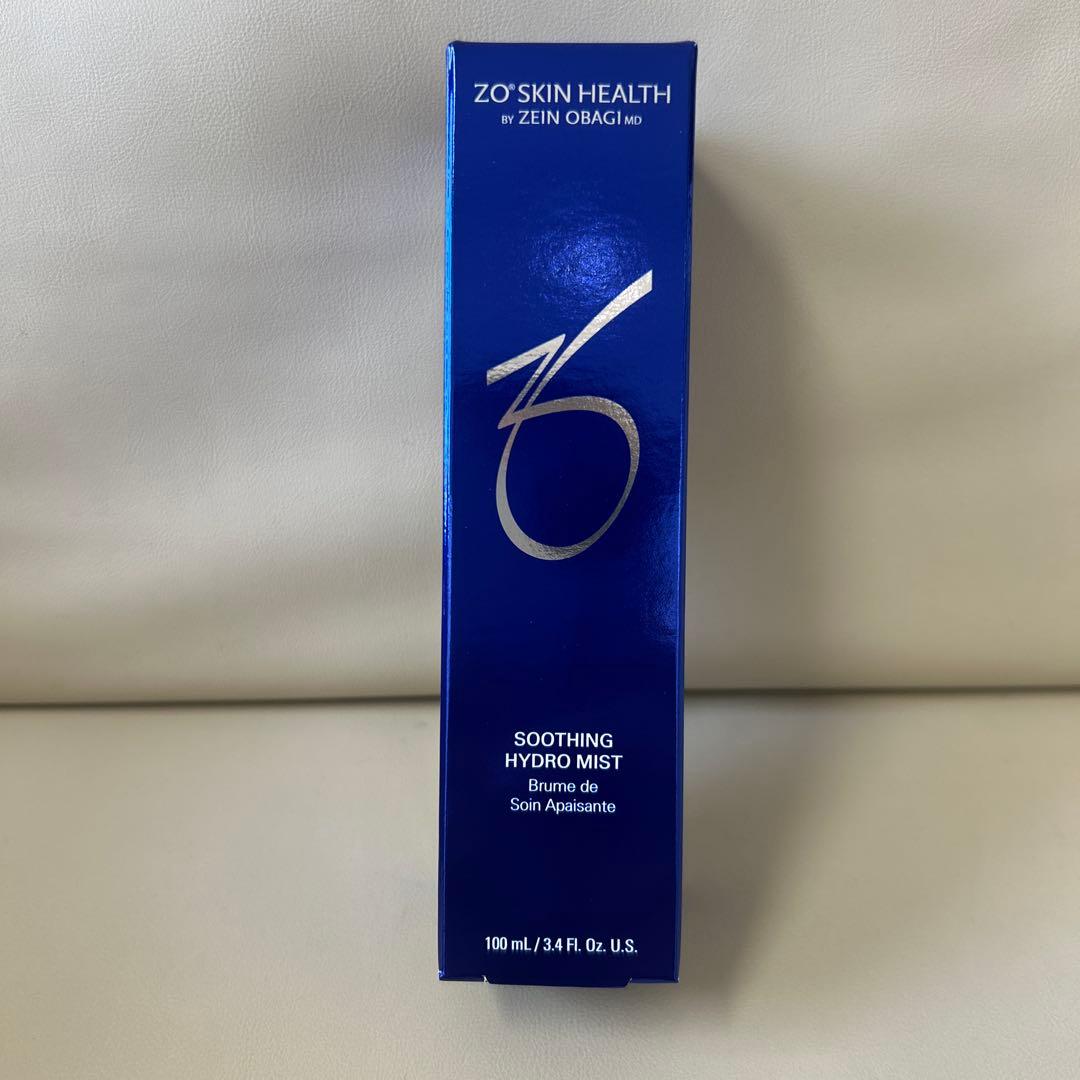 ZO® SKIN HEALTH
BY ZEIN OBAGI MD
ZO
SOOTHING
HYDRO MIST
Brume de
Soin Apaisante
100 mL / 3.4 Fl. Oz. U.S.